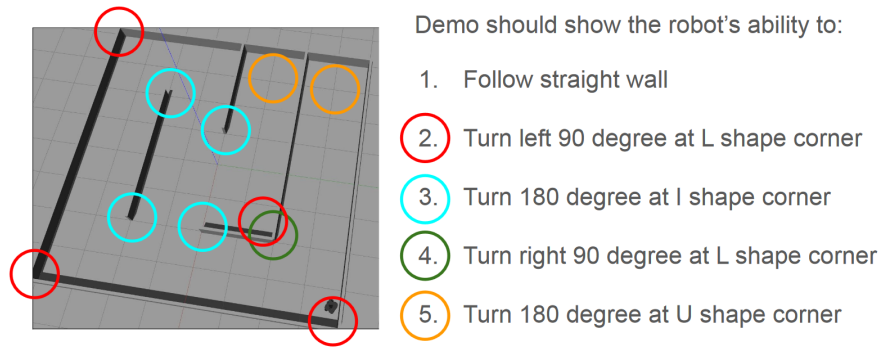 Demo should show the robot's ability to:
1. Follow straight wall
2. Turn left 90 degree at L shape corner
3. Turn 180 degree at I shape corner
4. Turn right 90 degree at L shape corner
5. Turn 180 degree at U shape corner